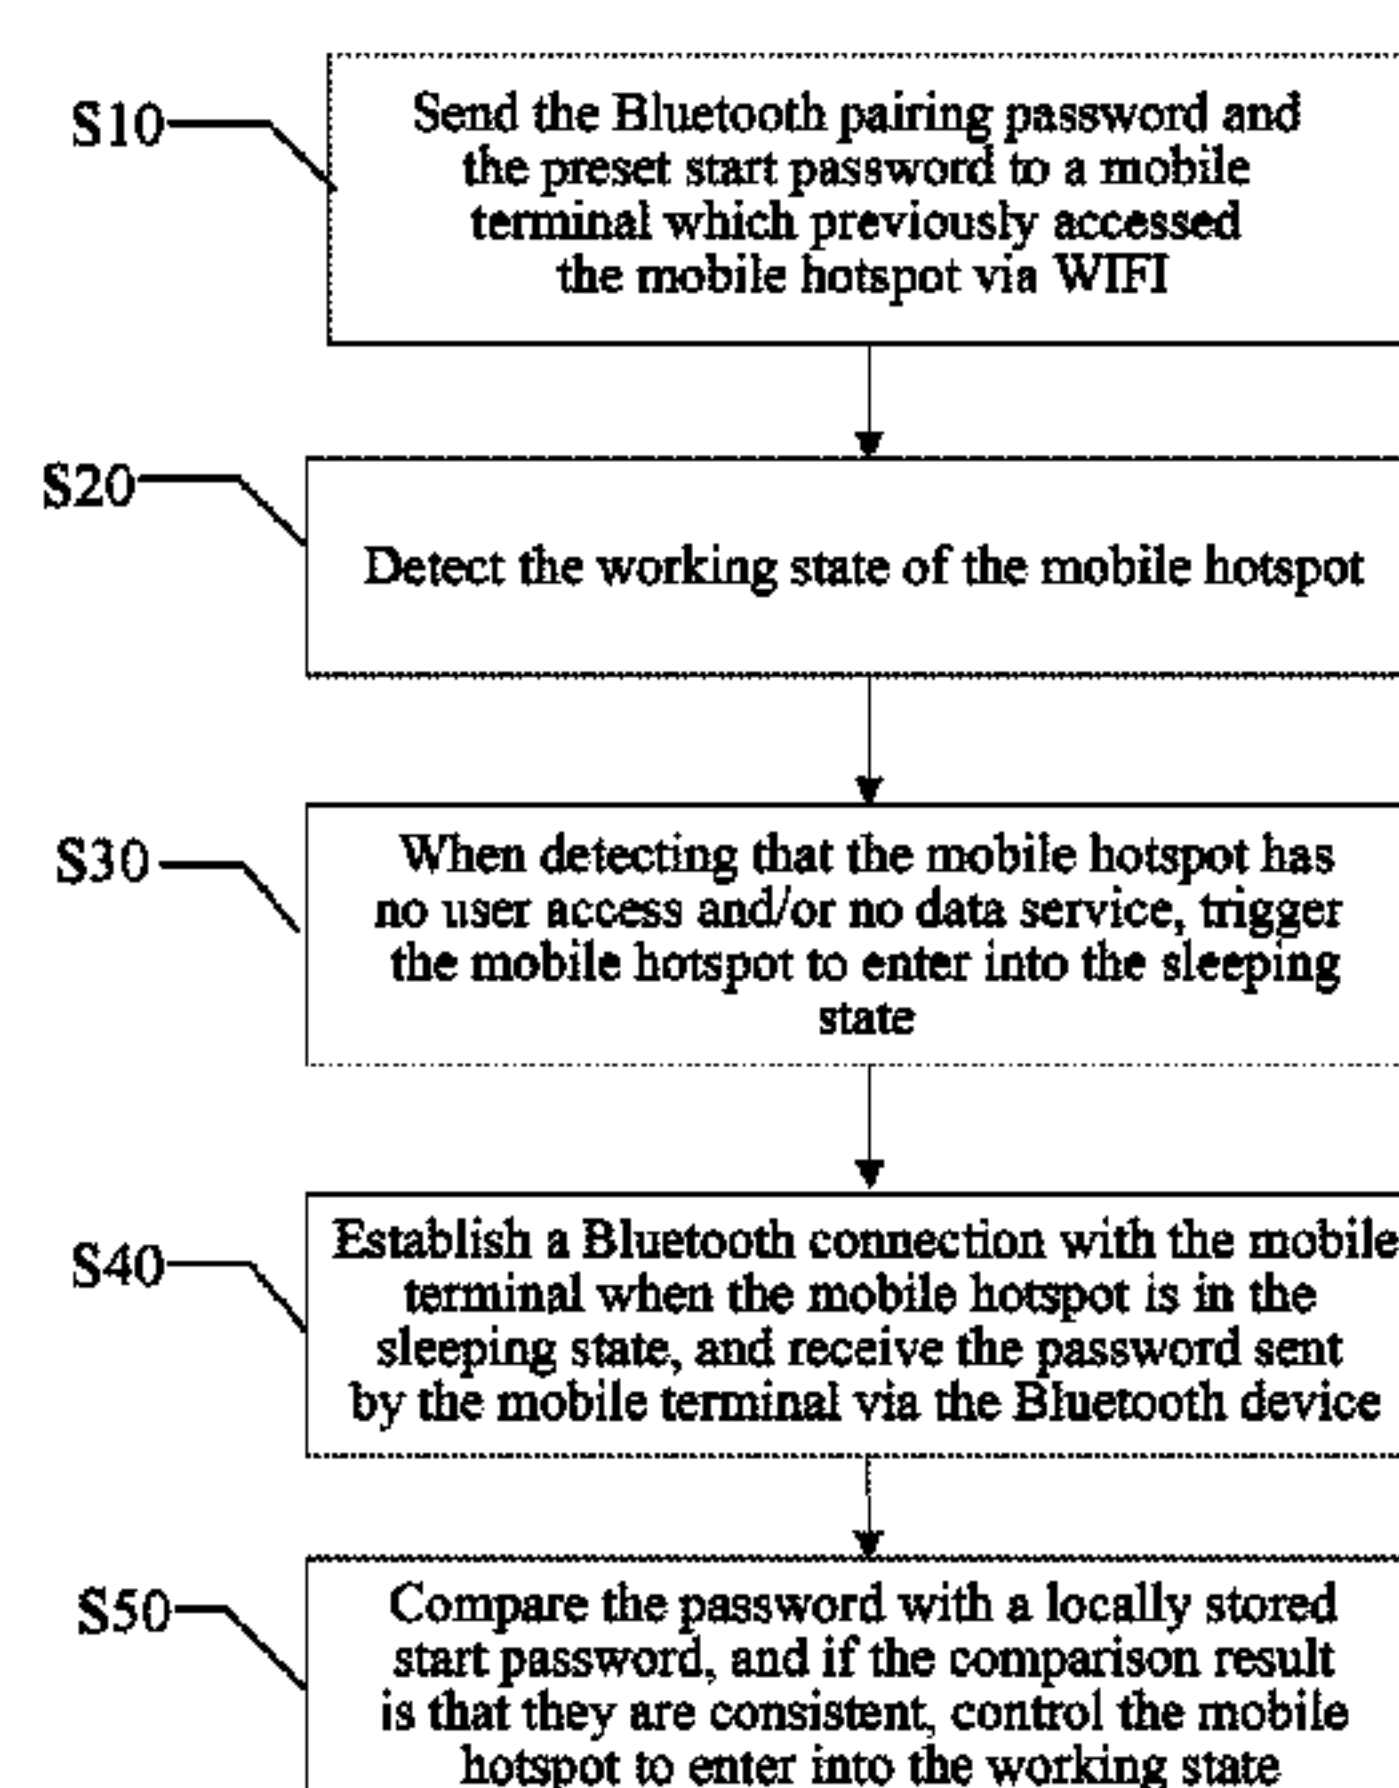 S10
Send the Bluetooth pairing password and
the preset start password to a mobile
terminal which previously accessed
the mobile hotspot via WIFI
S20
Detect the working state of the mobile hotspot
S30
When detecting that the mobile hotspot has
no user access and/or no data service, trigger
the mobile hotspot to enter into the sleeping
state
S40
Establish a Bluetooth connection with the mobile
terminal when the mobile hotspot is in the
sleeping state, and receive the password sent
by the mobile terminal via the Bluetooth device
S50
Compare the password with a locally stored
start password, and if the comparison result
is that they are consistent, control the mobile
hotspot to enter into the working state